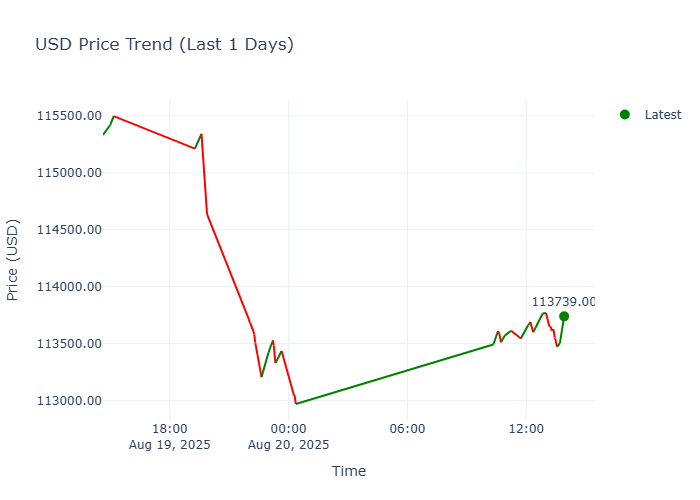 USD Price Trend (Last 1 Days)
Latest
115500.00
115000.00
114500.00
114000.00
113500.00
113000.00
Price (USD)
113739.00
18:00
Aug 19, 2025
00:00
Aug 20, 2025
06:00
12:00
Time